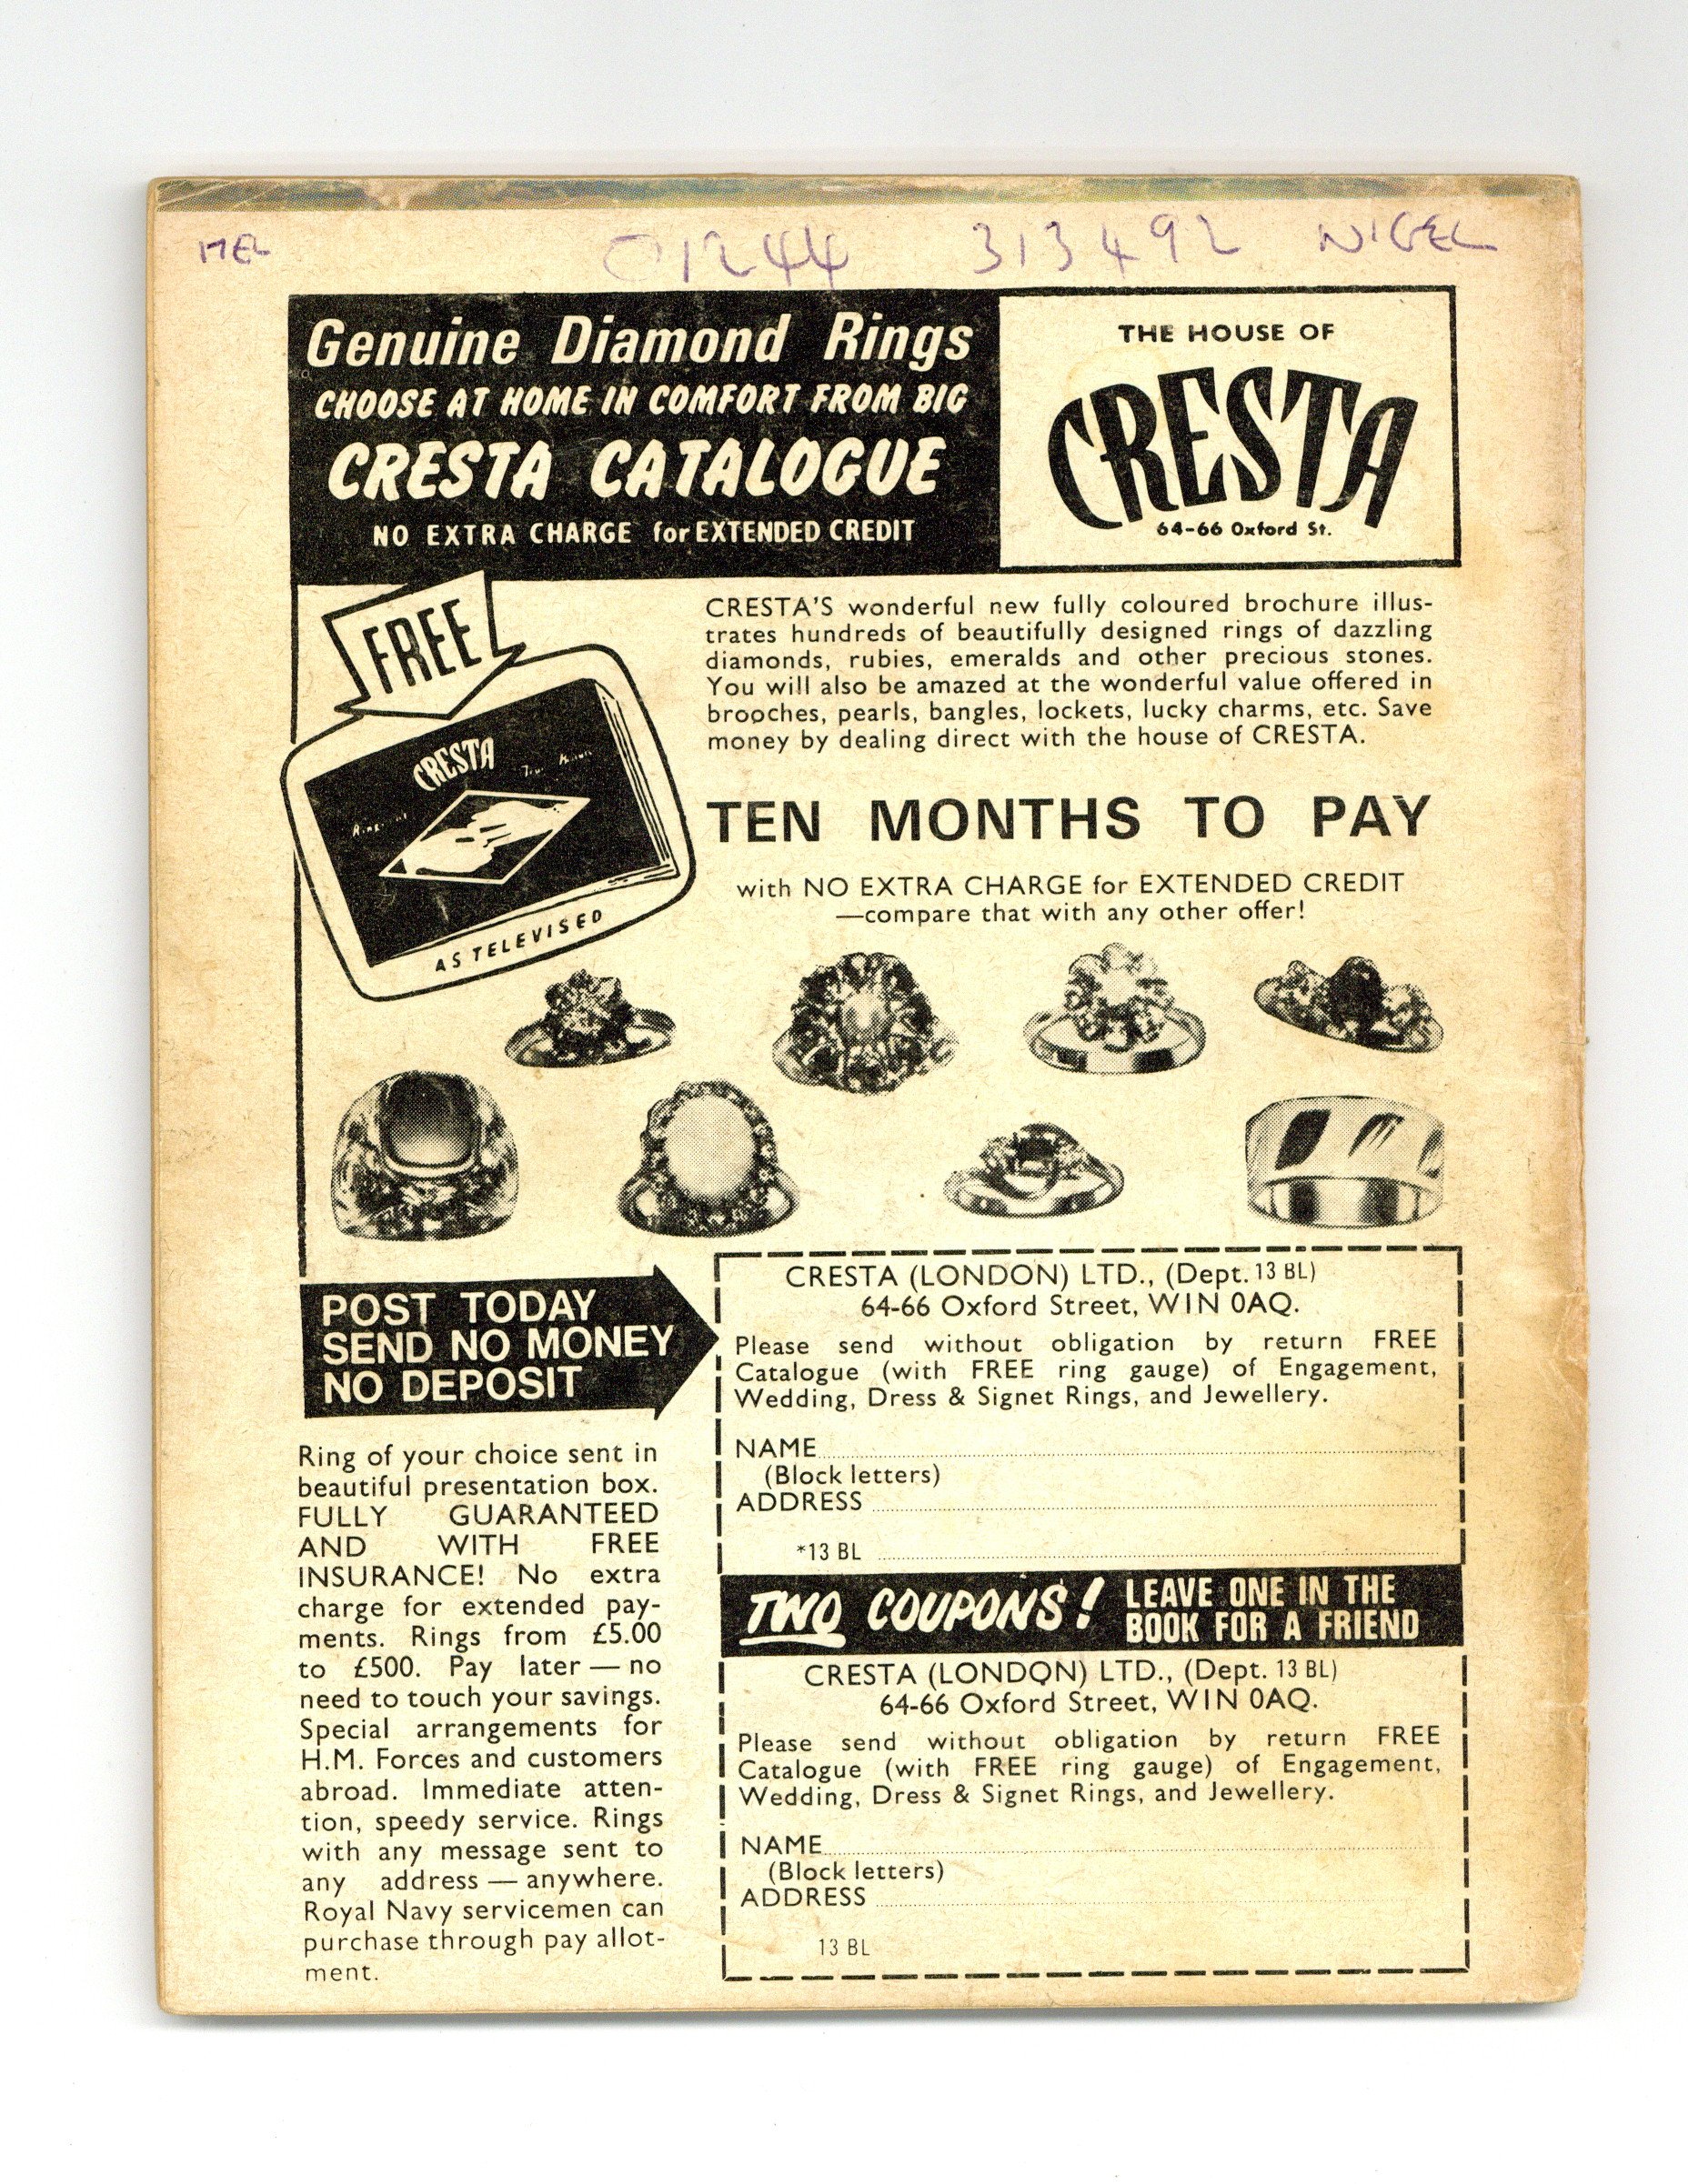 MEL 01244 313492 NIGEL
Genuine Diamond Rings
CHOOSE AT HOME IN COMFORT FROM BIG
CRESTA CATALOGUE
NO EXTRA CHARGE for EXTENDED CREDIT
THE HOUSE OF
CRESTA
64-66 Oxford St.
FREE
CRESTA
AS TELEVISED
CRESTA'S wonderful new fully coloured brochure illus-
trates hundreds of beautifully designed rings of dazzling
diamonds, rubies, emeralds and other precious stones.
You will also be amazed at the wonderful value offered in
brooches, pearls, bangles, lockets, lucky charms, etc. Save
money by dealing direct with the house of CRESTA.
TEN MONTHS TO PAY
with NO EXTRA CHARGE for EXTENDED CREDIT
—compare that with any other offer!
POST TODAY
SEND NO MONEY
NO DEPOSIT
Ring of your choice sent in
beautiful presentation box.
FULLY GUARANTEED
AND WITH FREE
INSURANCE! No extra
charge for extended pay-
ments. Rings from £5.00
to £500. Pay later — no
need to touch your savings.
Special arrangements for
H.M. Forces and customers
abroad. Immediate atten-
tion, speedy service. Rings
with any message sent to
any address — anywhere.
Royal Navy servicemen can
purchase through pay allot-
ment.
CRESTA (LONDON) LTD., (Dept. 13 BL)
64-66 Oxford Street, WIN 0AQ.
Please send without obligation by return FREE
Catalogue (with FREE ring gauge) of Engagement,
Wedding, Dress & Signet Rings, and Jewellery.
NAME
(Block letters)
ADDRESS
*13 BL
TWO COUPONS! LEAVE ONE IN THE
BOOK FOR A FRIEND
CRESTA (LONDON) LTD., (Dept. 13 BL)
64-66 Oxford Street, WIN 0AQ.
Please send without obligation by return FREE
Catalogue (with FREE ring gauge) of Engagement,
Wedding, Dress & Signet Rings, and Jewellery.
NAME
(Block letters)
ADDRESS
13 BL